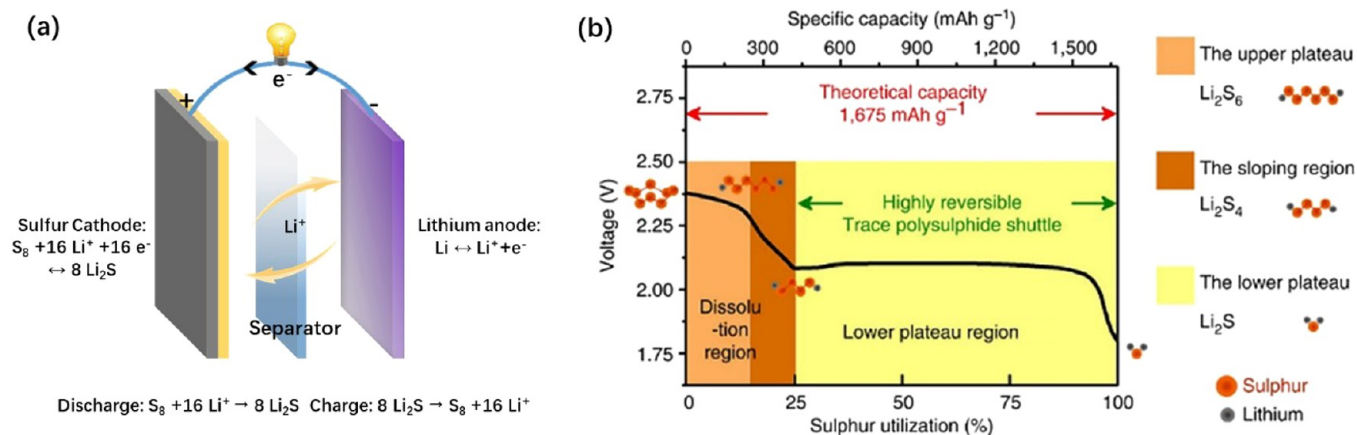 (a)
e⁻
+
-
Sulfur Cathode:
S₈ +16 Li⁺ +16 e⁻
↔ 8 Li₂S
Li⁺
Lithium anode:
Li ↔ Li⁺+e⁻
Separator
Discharge: S₈ +16 Li⁺ → 8 Li₂S Charge: 8 Li₂S → S₈ +16 Li⁺
(b)
Specific capacity (mAh g⁻¹)
0 300 600 900 1,200 1,500
Theoretical capacity
1,675 mAh g⁻¹
Voltage (V)
2.75
2.50
2.25
2.00
1.75
Highly reversible
Trace polysulphide shuttle
Dissolu
-tion
region
Lower plateau region
0 25 50 75 100
Sulphur utilization (%)
The upper plateau
Li₂S₆
The sloping region
Li₂S₄
The lower plateau
Li₂S
Sulphur
Lithium